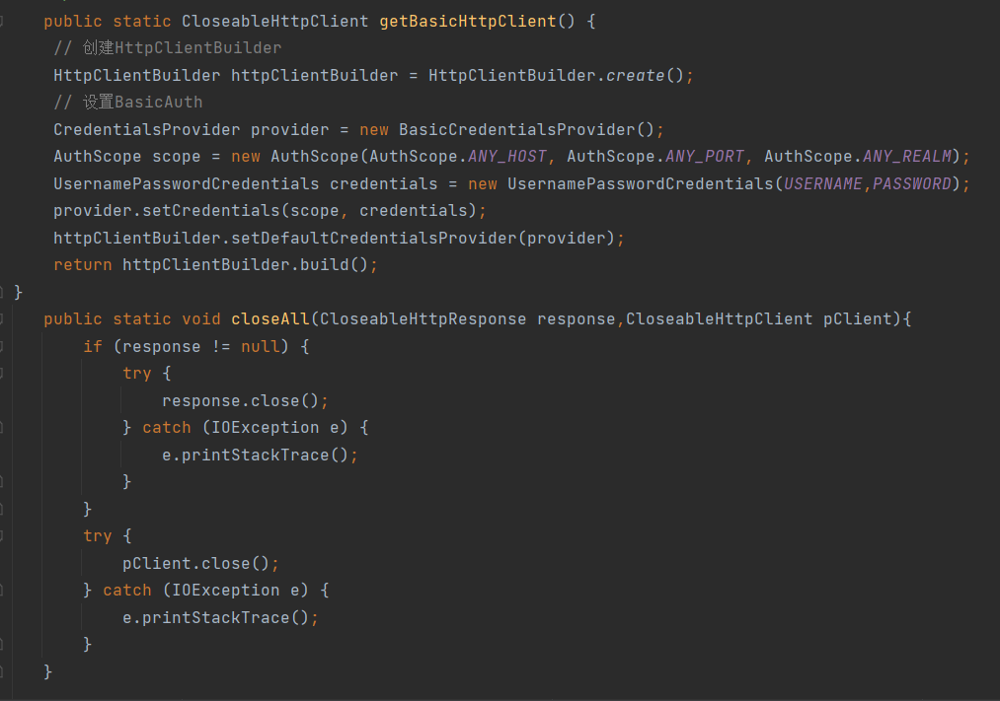 public static CloseableHttpClient getBasicHttpClient() {
// 创建HttpClientBuilder
HttpClientBuilder httpClientBuilder = HttpClientBuilder.create();
// 设置BasicAuth
CredentialsProvider provider = new BasicCredentialsProvider();
AuthScope scope = new AuthScope(AuthScope.ANY_HOST, AuthScope.ANY_PORT, AuthScope.ANY_REALM);
UsernamePasswordCredentials credentials = new UsernamePasswordCredentials(USERNAME,PASSWORD);
provider.setCredentials(scope, credentials);
httpClientBuilder.setDefaultCredentialsProvider(provider);
return httpClientBuilder.build();
}
public static void closeAll(CloseableHttpResponse response,CloseableHttpClient pClient){
if (response != null) {
try {
response.close();
} catch (IOException e) {
e.printStackTrace();
}
}
try {
pClient.close();
} catch (IOException e) {
e.printStackTrace();
}
}